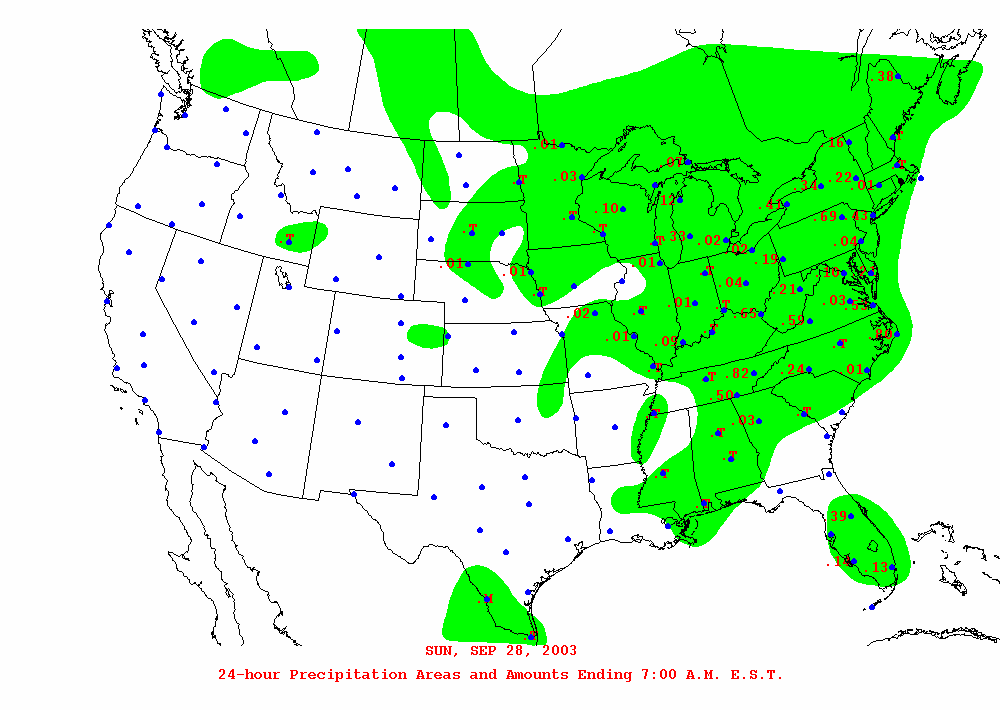 .38
.T
.16
.01
.01
.T
.03
.T
.22
.01
.34
.12
.10
.T
.41
.69
.43
.T
.T
.T
.33
.02
.02
.04
.T
.01
.01
.01
.19
.T
.10
.T
.04
.21
.01
.03
.53
.02
.T
.T
.65
.59
.01
.T
.09
.T
.T
.82
.24
.01
.T
.50
.T
.T
.03
.T
.T
.T
.T
.39
.14
.13
.M
SUN, SEP 28, 2003
24-hour Precipitation Areas and Amounts Ending 7:00 A.M. E.S.T.